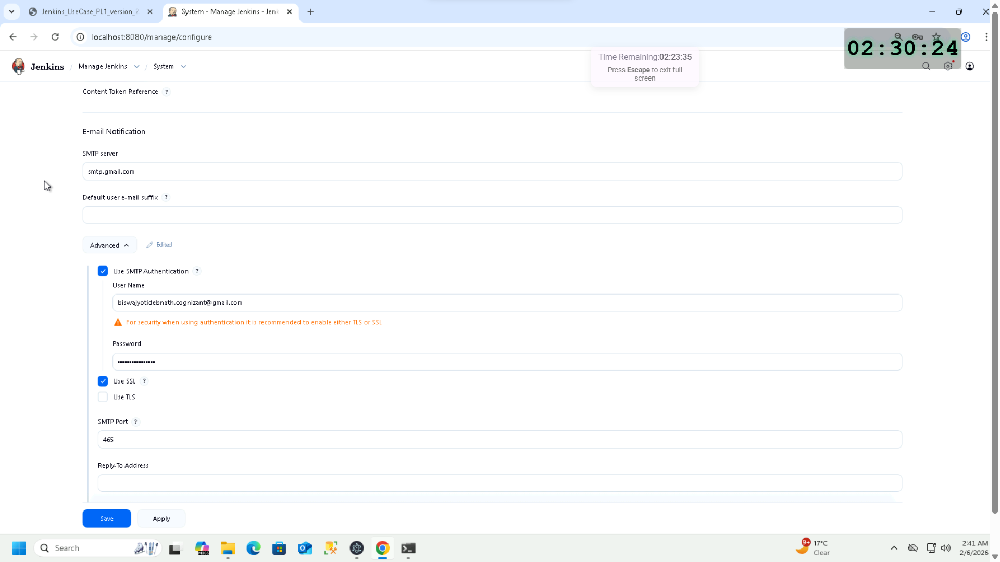 Jenkins_UseCase_PL1_version_2
System - Manage Jenkins - Jenk
localhost:8080/manage/configure
02:30:24
Time Remaining:02:23:35
Press Escape to exit full
screen
Jenkins / Manage Jenkins / System
Content Token Reference ?
E-mail Notification
SMTP server
smtp.gmail.com
Default user e-mail suffix ?
Advanced Edited
Use SMTP Authentication ?
User Name
biswajyotidebnath.cognizant@gmail.com
For security when using authentication it is recommended to enable either TLS or SSL
Password
••••••••••••••••
Use SSL ?
Use TLS
SMTP Port ?
465
Reply-To Address
Save Apply
Search
M365
9+
17°C
Clear
2:41 AM
2/6/2026